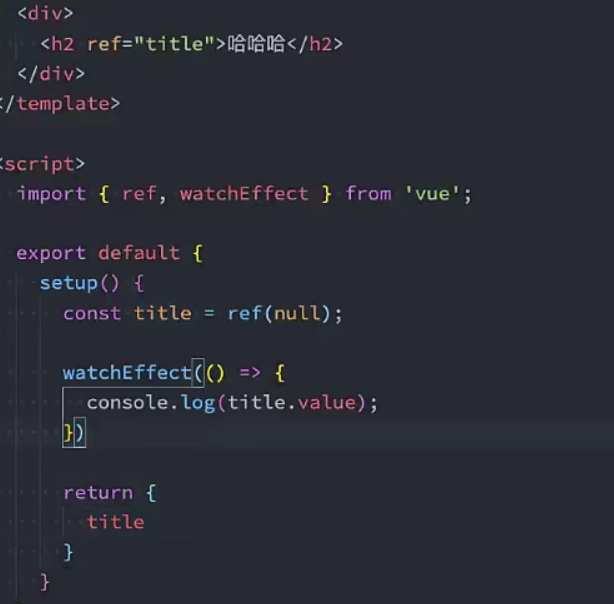 <div>
<h2 ref="title">哈哈哈</h2>
</div>
</template>
<script>
import { ref, watchEffect } from 'vue';
export default {
setup() {
const title = ref(null);
watchEffect(() => {
console.log(title.value);
})
return {
title
}
}